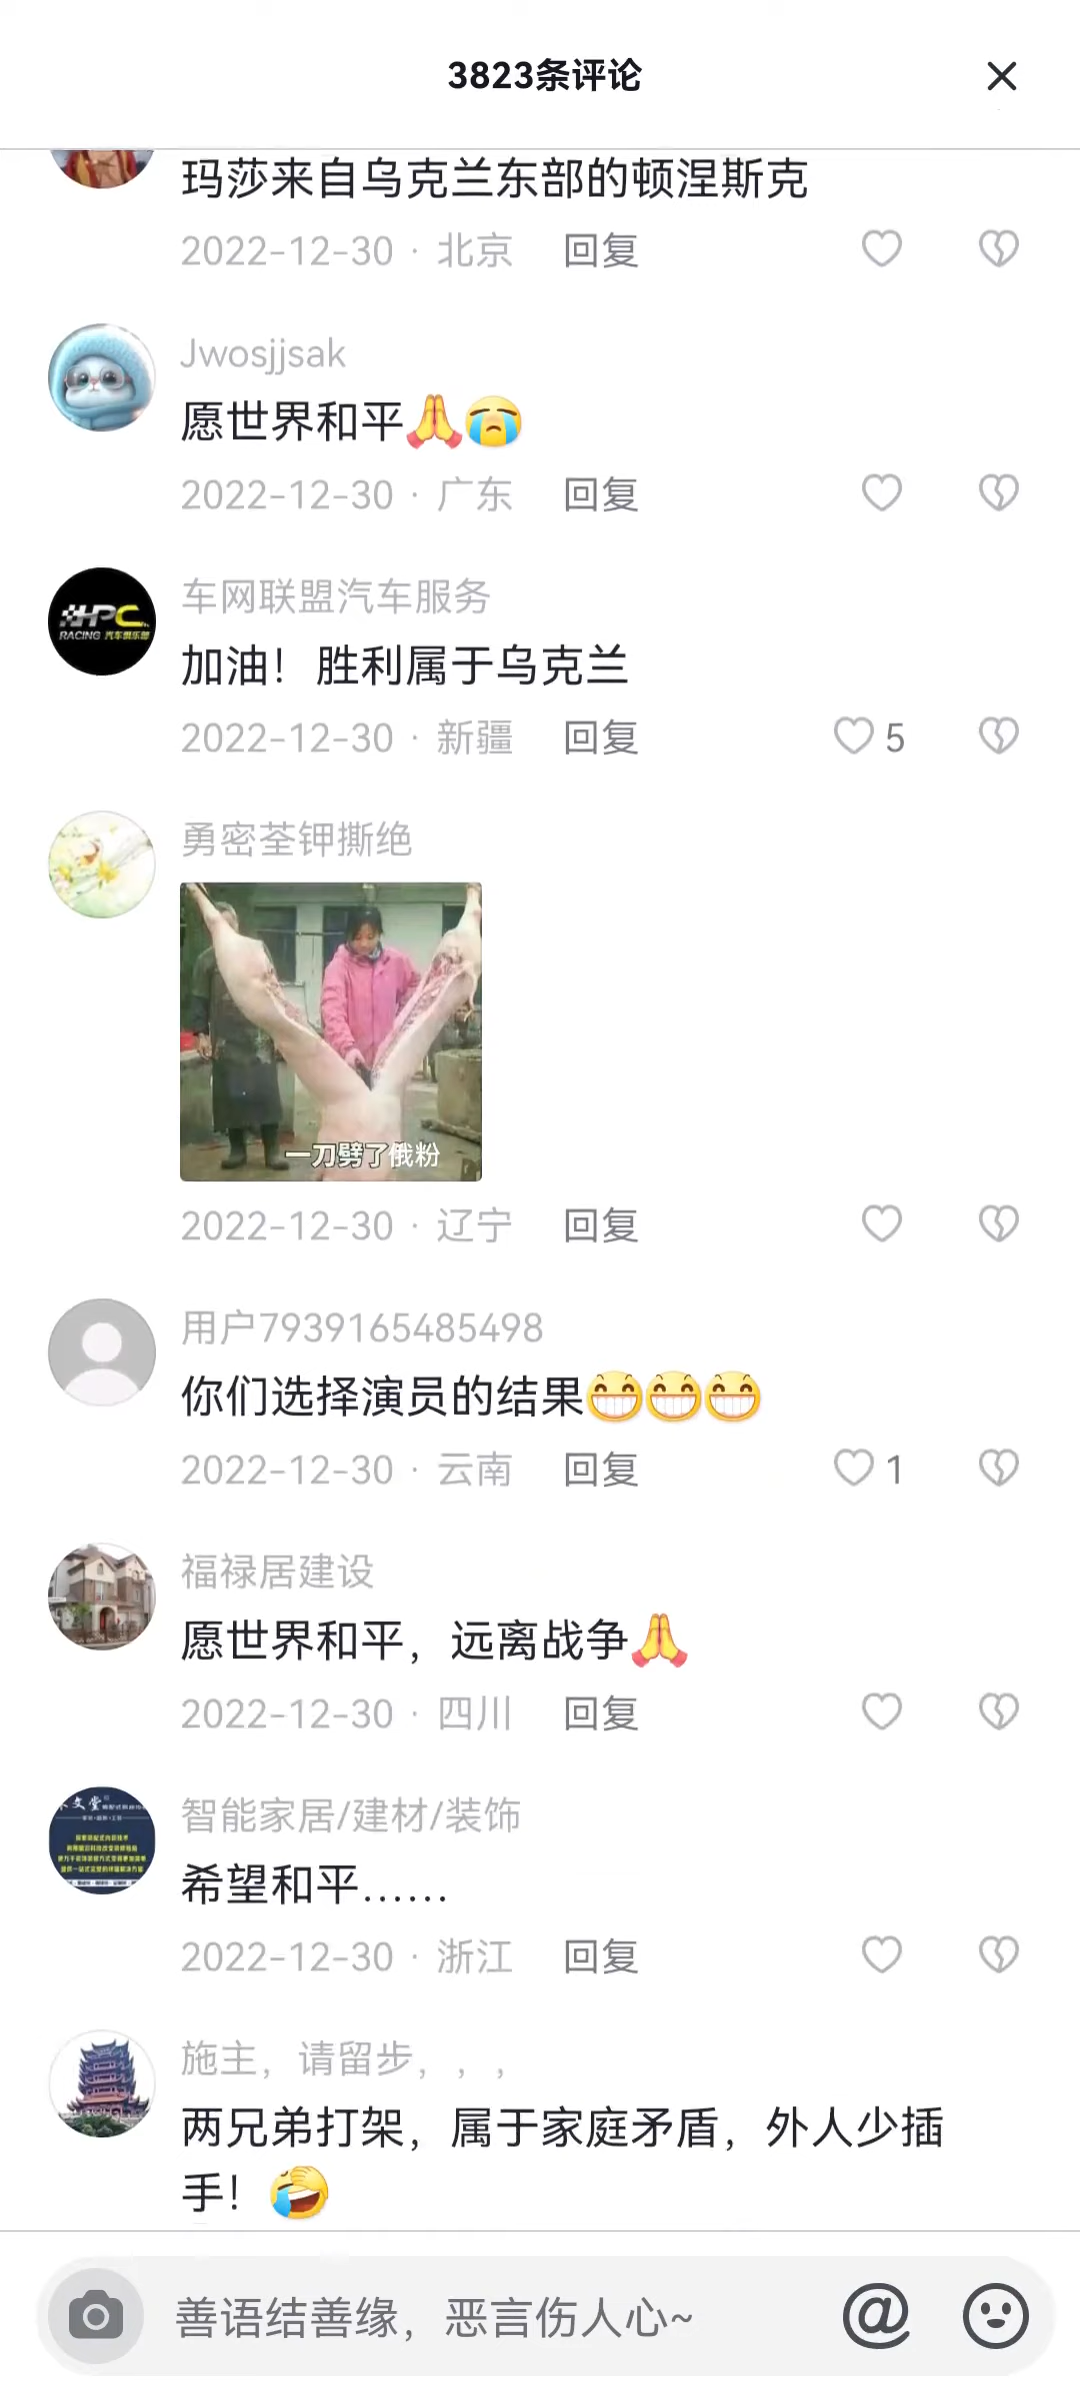 3823条评论
玛莎来自乌克兰东部的顿涅斯克
2022-12-30 · 北京 回复
Jwosjjsak
愿世界和平🙏😭
2022-12-30 · 广东 回复
HPC
RACING 汽车俱乐部
车网联盟汽车服务
加油！胜利属于乌克兰
2022-12-30 · 新疆 回复 5
勇密荃钾撕绝
一刀劈了俄粉
2022-12-30 · 辽宁 回复
用户7939165485498
你们选择演员的结果😁😁😁
2022-12-30 · 云南 回复 1
福禄居建设
愿世界和平，远离战争🙏
2022-12-30 · 四川 回复
智能家居/建材/装饰
希望和平……
2022-12-30 · 浙江 回复
施主，请留步，，，
两兄弟打架，属于家庭矛盾，外人少插
手！🤣
善语结善缘，恶言伤人心~
@